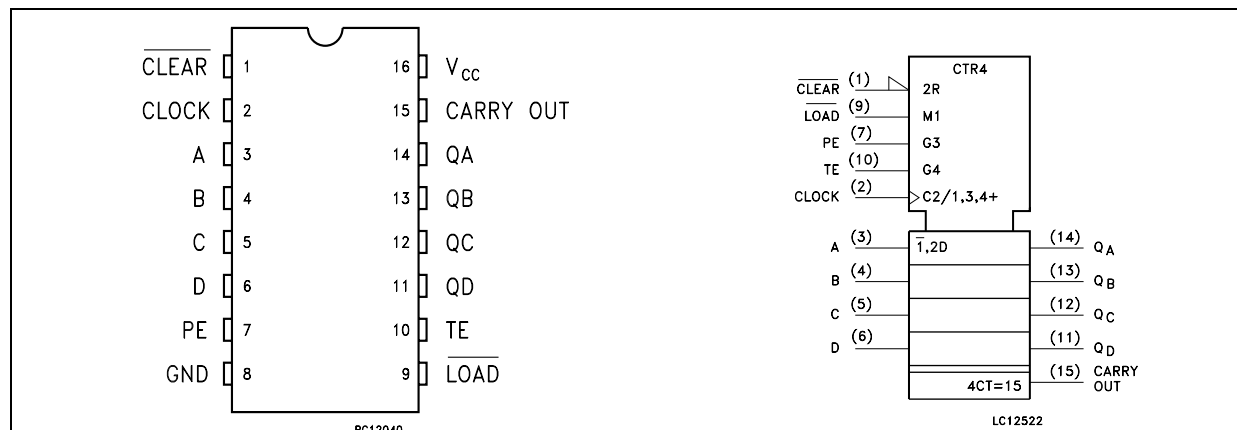 CLEAR 1 16 VCC
CLOCK 2 15 CARRY OUT
A 3 14 QA
B 4 13 QB
C 5 12 QC
D 6 11 QD
PE 7 10 TE
GND 8 9 LOAD
CTR4
CLEAR (1) 2R
LOAD (9) M1
PE (7) G3
TE (10) G4
CLOCK (2) C2/1,3,4+
A (3) 1,2D (14) QA
B (4) (13) QB
C (5) (12) QC
D (6) (11) QD
4CT=15 (15) CARRY OUT
LC12522